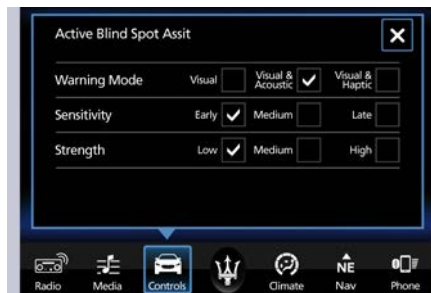 Active Blind Spot Assit
Warning Mode Visual Visual & Acoustic Visual & Haptic
Sensitivity Early Medium Late
Strength Low Medium High
Radio Media Controls Climate NE Nav Phone